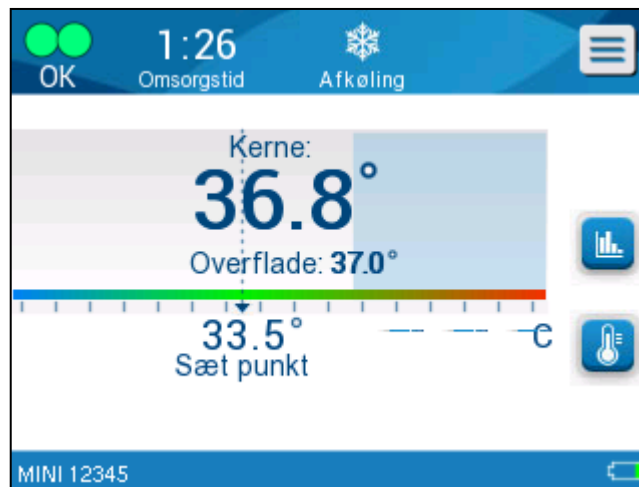 OK
1:26
Omsorgstid
Afkøling
Kerne:
36.8°
Overflade: 37.0°
33.5°
Sæt punkt
C
MINI 12345